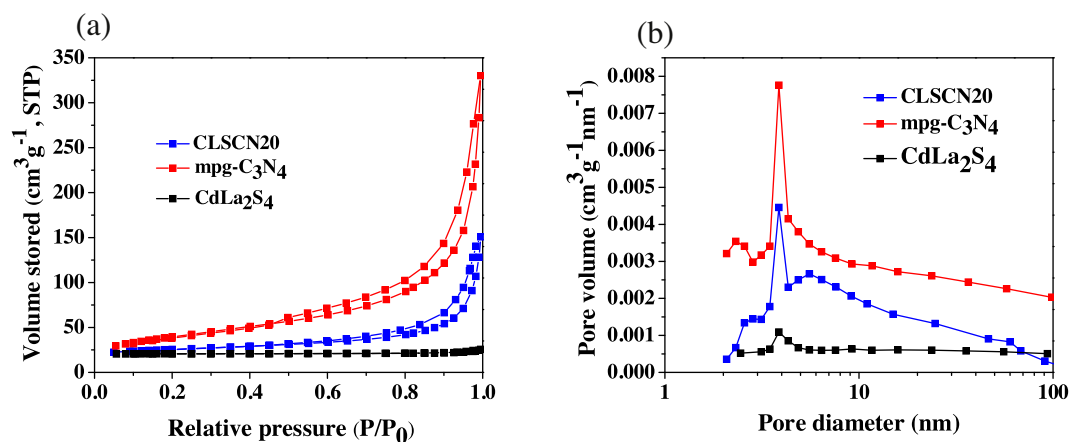 (a)
350
300
250
200
150
100
50
0
Volume stored (cm³g⁻¹, STP)
CLSCN20
mpg-C₃N₄
CdLa₂S₄
0.0 0.2 0.4 0.6 0.8 1.0
Relative pressure (P/P₀)
(b)
0.008
0.007
0.006
0.005
0.004
0.003
0.002
0.001
0.000
Pore volume (cm³g⁻¹nm⁻¹)
CLSCN20
mpg-C₃N₄
CdLa₂S₄
1 10 100
Pore diameter (nm)